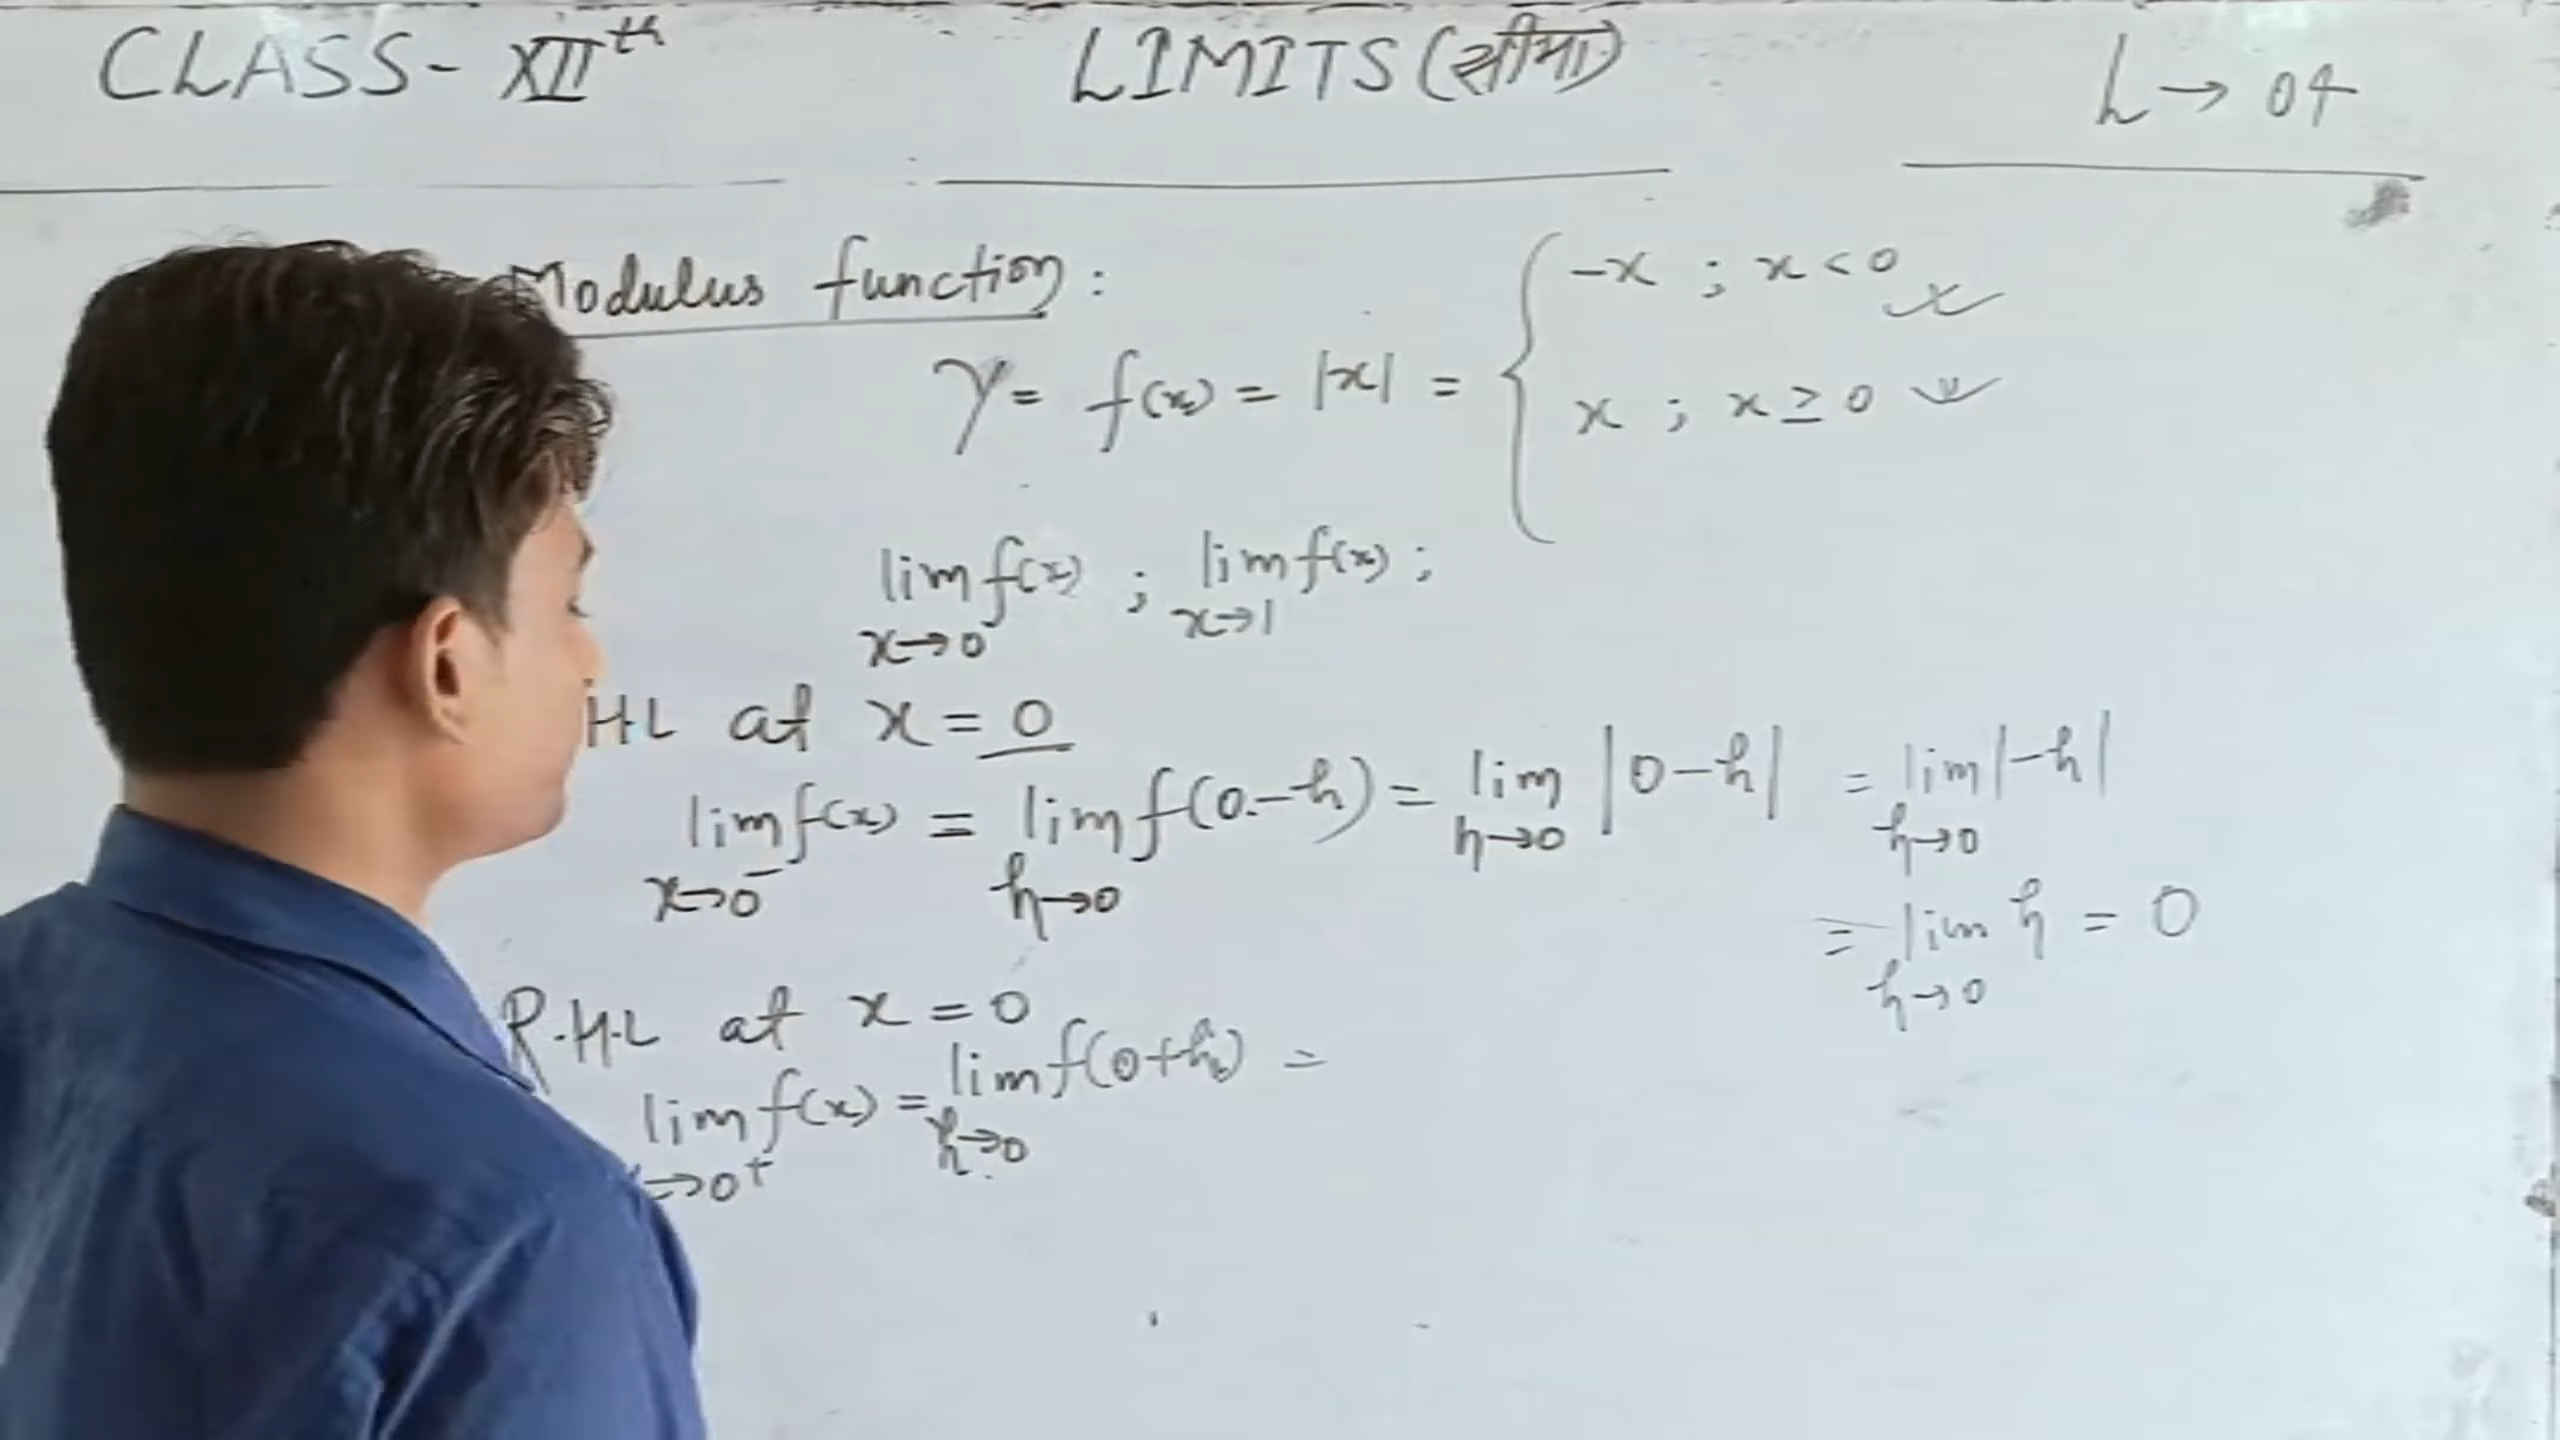 CLASS- XIIth LIMITS (सीमा) L → 04
Modulus function :
-x ; x < 0
y = f(x) = |x| = {
x ; x ≥ 0
lim f(x) ; lim f(x) ;
x→0 x→1
H.L at x = 0
lim f(x) = lim f(0-h) = lim |0-h| = lim |-h|
x→0⁻ h→0 h→0 h→0
= lim h = 0
h→0
R.H.L at x = 0
lim f(x) = lim f(0+h) =
→0⁺ h→0